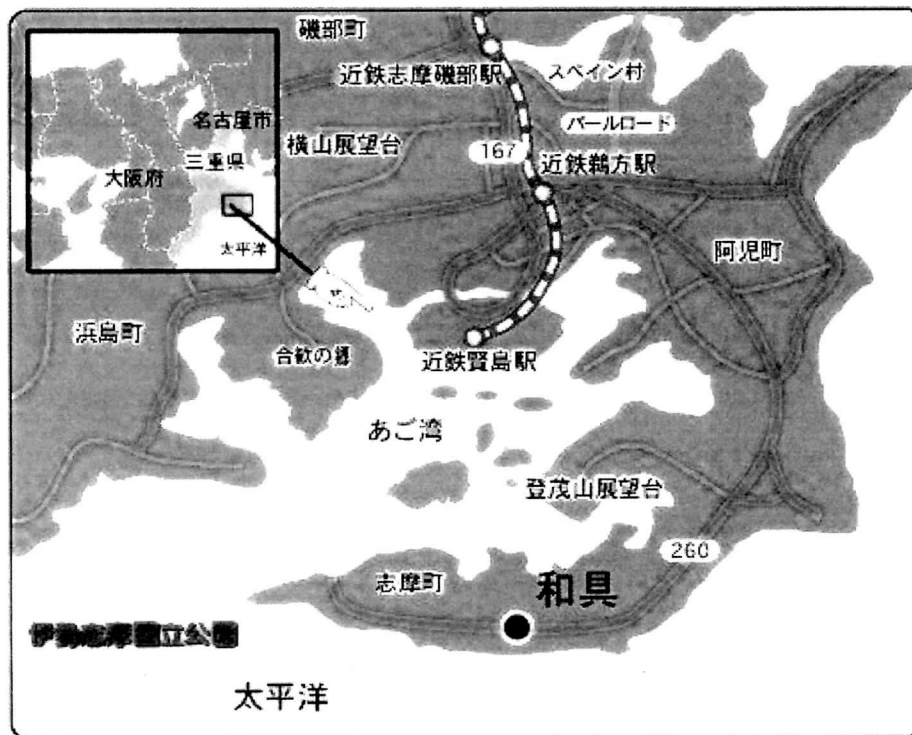 磯部町
近鉄志摩磯部駅
スペイン村
パールロード
名古屋市
三重県
大阪府
太平洋
横山展望台
167
近鉄鵜方駅
阿児町
浜島町
合歓の郷
近鉄賢島駅
あご湾
登茂山展望台
260
志摩町
和具
伊勢志摩国立公園
太平洋